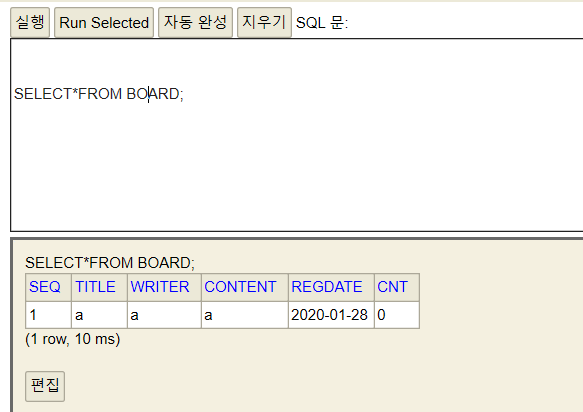 실행 Run Selected 자동 완성 지우기 SQL 문:
SELECT*FROM BOARD;
SELECT*FROM BOARD;
SEQ TITLE WRITER CONTENT REGDATE CNT
1 a a a 2020-01-28 0
(1 row, 10 ms)
편집